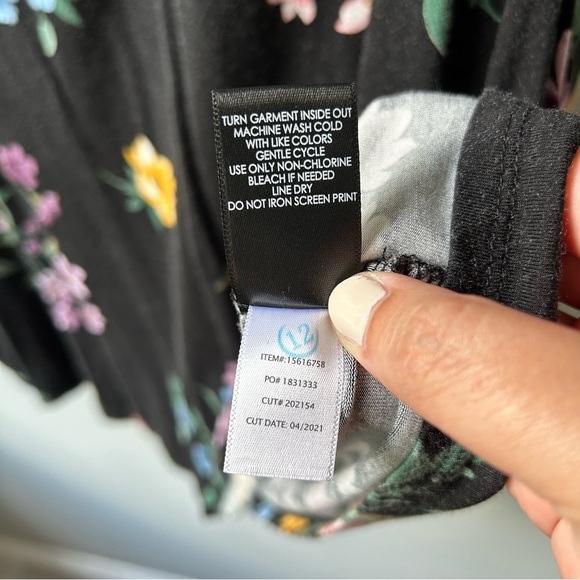 TURN GARMENT INSIDE OUT
MACHINE WASH COLD
WITH LIKE COLORS
GENTLE CYCLE
USE ONLY NON-CHLORINE
BLEACH IF NEEDED
LINE DRY
DO NOT IRON SCREEN PRINT
12
ITEM#:15616758
PO# 1831333
CUT# 202154
CUT DATE: 04/2021